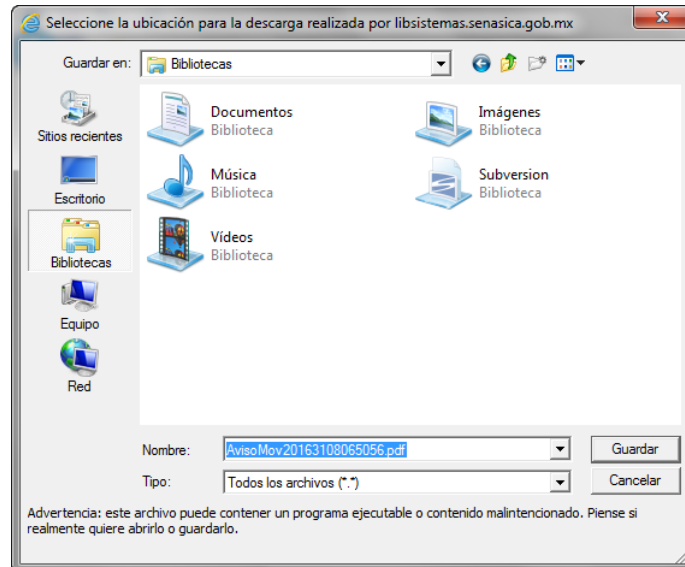 Seleccione la ubicación para la descarga realizada por libsistemas.senasica.gob.mx
Guardar en: Bibliotecas
Sitios recientes
Escritorio
Bibliotecas
Equipo
Red
Documentos
Biblioteca
Imágenes
Biblioteca
Música
Biblioteca
Subversion
Biblioteca
Vídeos
Biblioteca
Nombre: AvisoMov20163108065056.pdf Guardar
Tipo: Todos los archivos (*.*) Cancelar
Advertencia: este archivo puede contener un programa ejecutable o contenido malintencionado. Piense si
realmente quiere abrirlo o guardarlo.